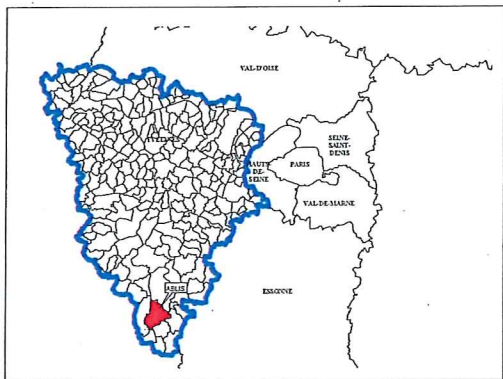 VAL-D'OISE
YVELINES
HAUTS-
DE-
SEINE
PARIS
SEINE-
SAINT-
DENIS
VAL-DE-MARNE
ESSONNE
ABLIS